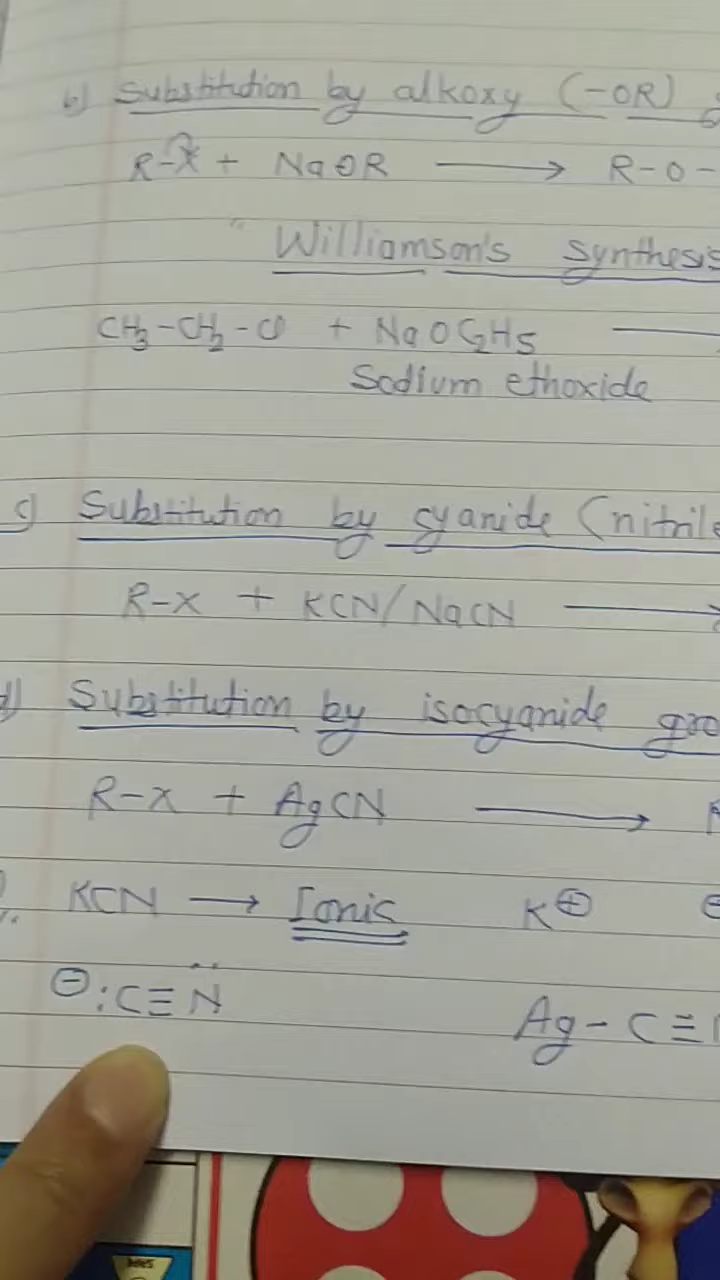 b) Substitution by alkoxy (-OR)
R-X + NaOR ⟶ R-O-
Williamson's synthesis
CH3-CH2-Cl + NaOC2H5 ⟶
Sodium ethoxide
c) Substitution by cyanide (nitrile
R-X + KCN/NaCN ⟶
d) Substitution by isocyanide gro
R-X + AgCN ⟶
KCN → Ionic K⊕ ⊖
⊖:C≡N̈ Ag-C≡